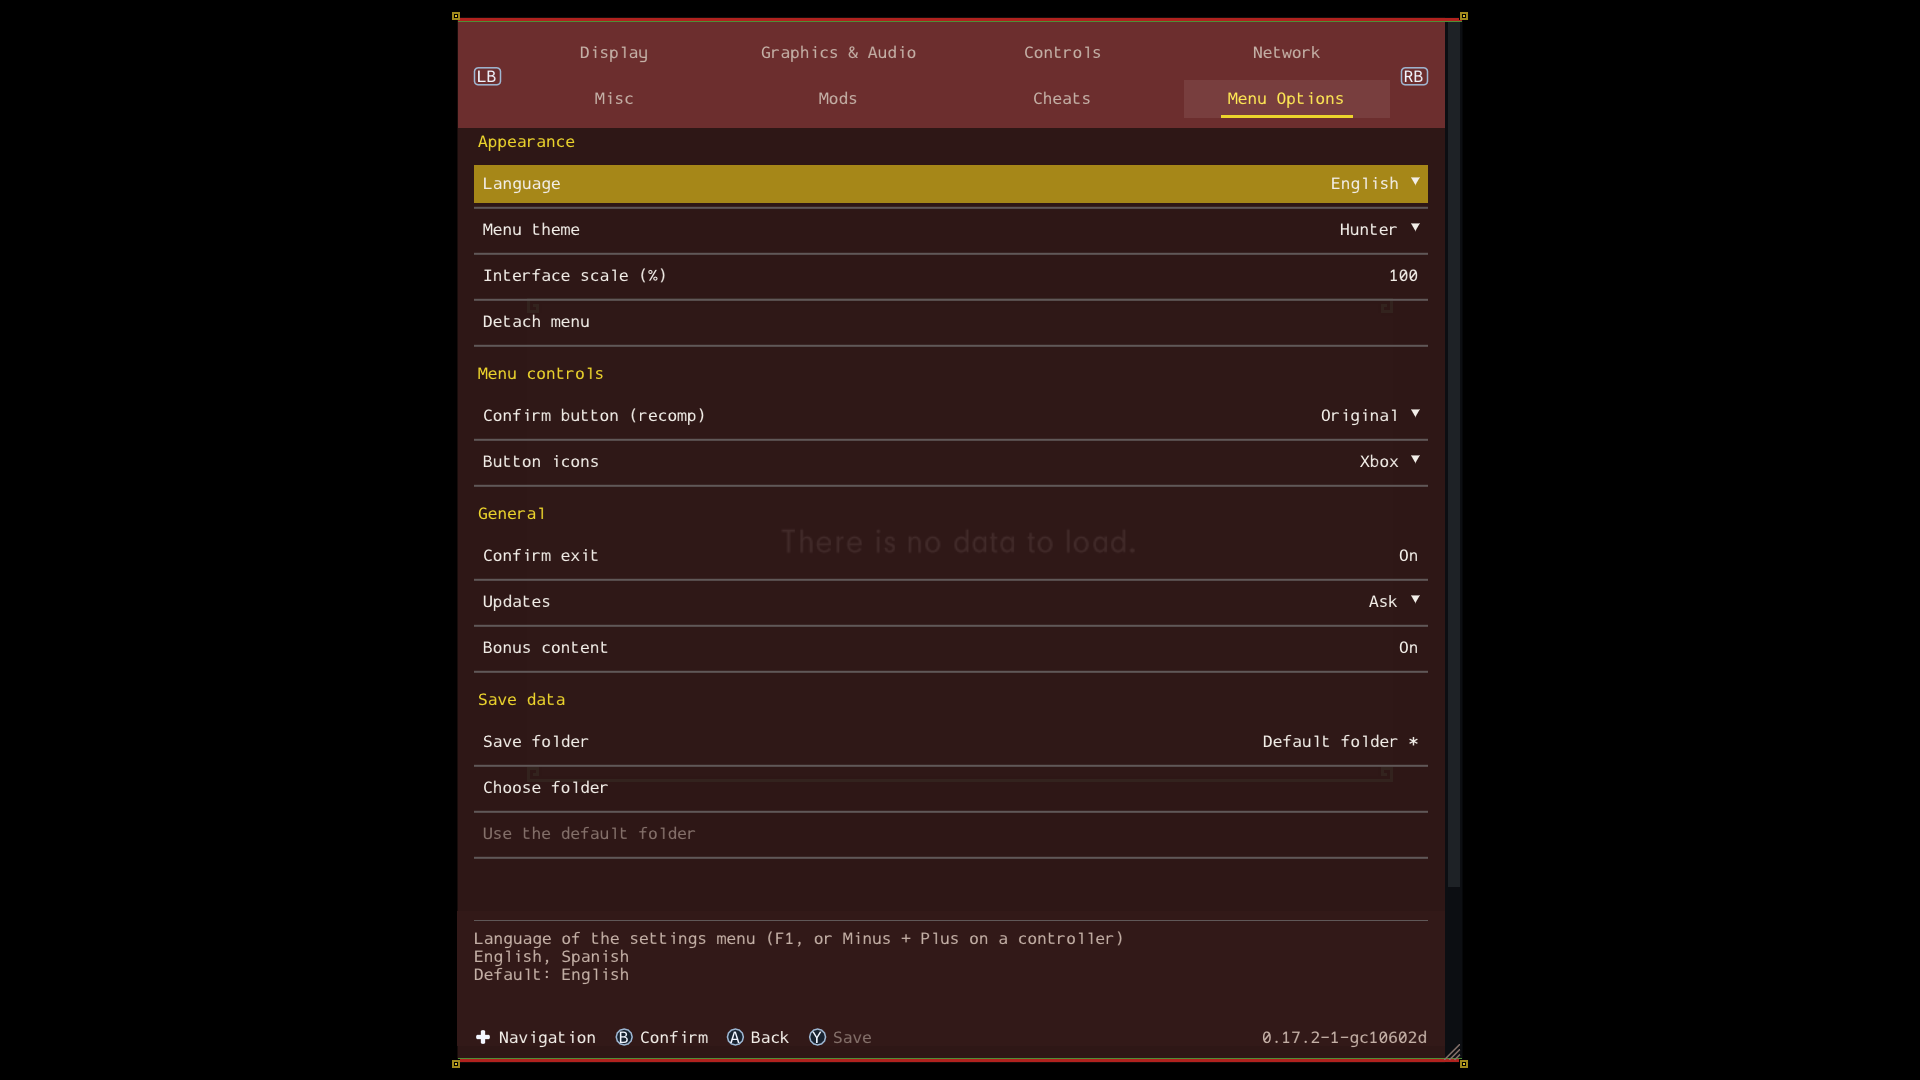 LB
Display
Graphics & Audio
Controls
Network
RB
Misc
Mods
Cheats
Menu Options
Appearance
Language English ▼
Menu theme Hunter ▼
Interface scale (%) 100
Detach menu
Menu controls
Confirm button (recomp) Original ▼
Button icons Xbox ▼
General
There is no data to load.
Confirm exit On
Updates Ask ▼
Bonus content On
Save data
Save folder Default folder *
Choose folder
Use the default folder
Language of the settings menu (F1, or Minus + Plus on a controller)
English, Spanish
Default: English
Navigation B Confirm A Back Y Save 0.17.2-1-gc10602d